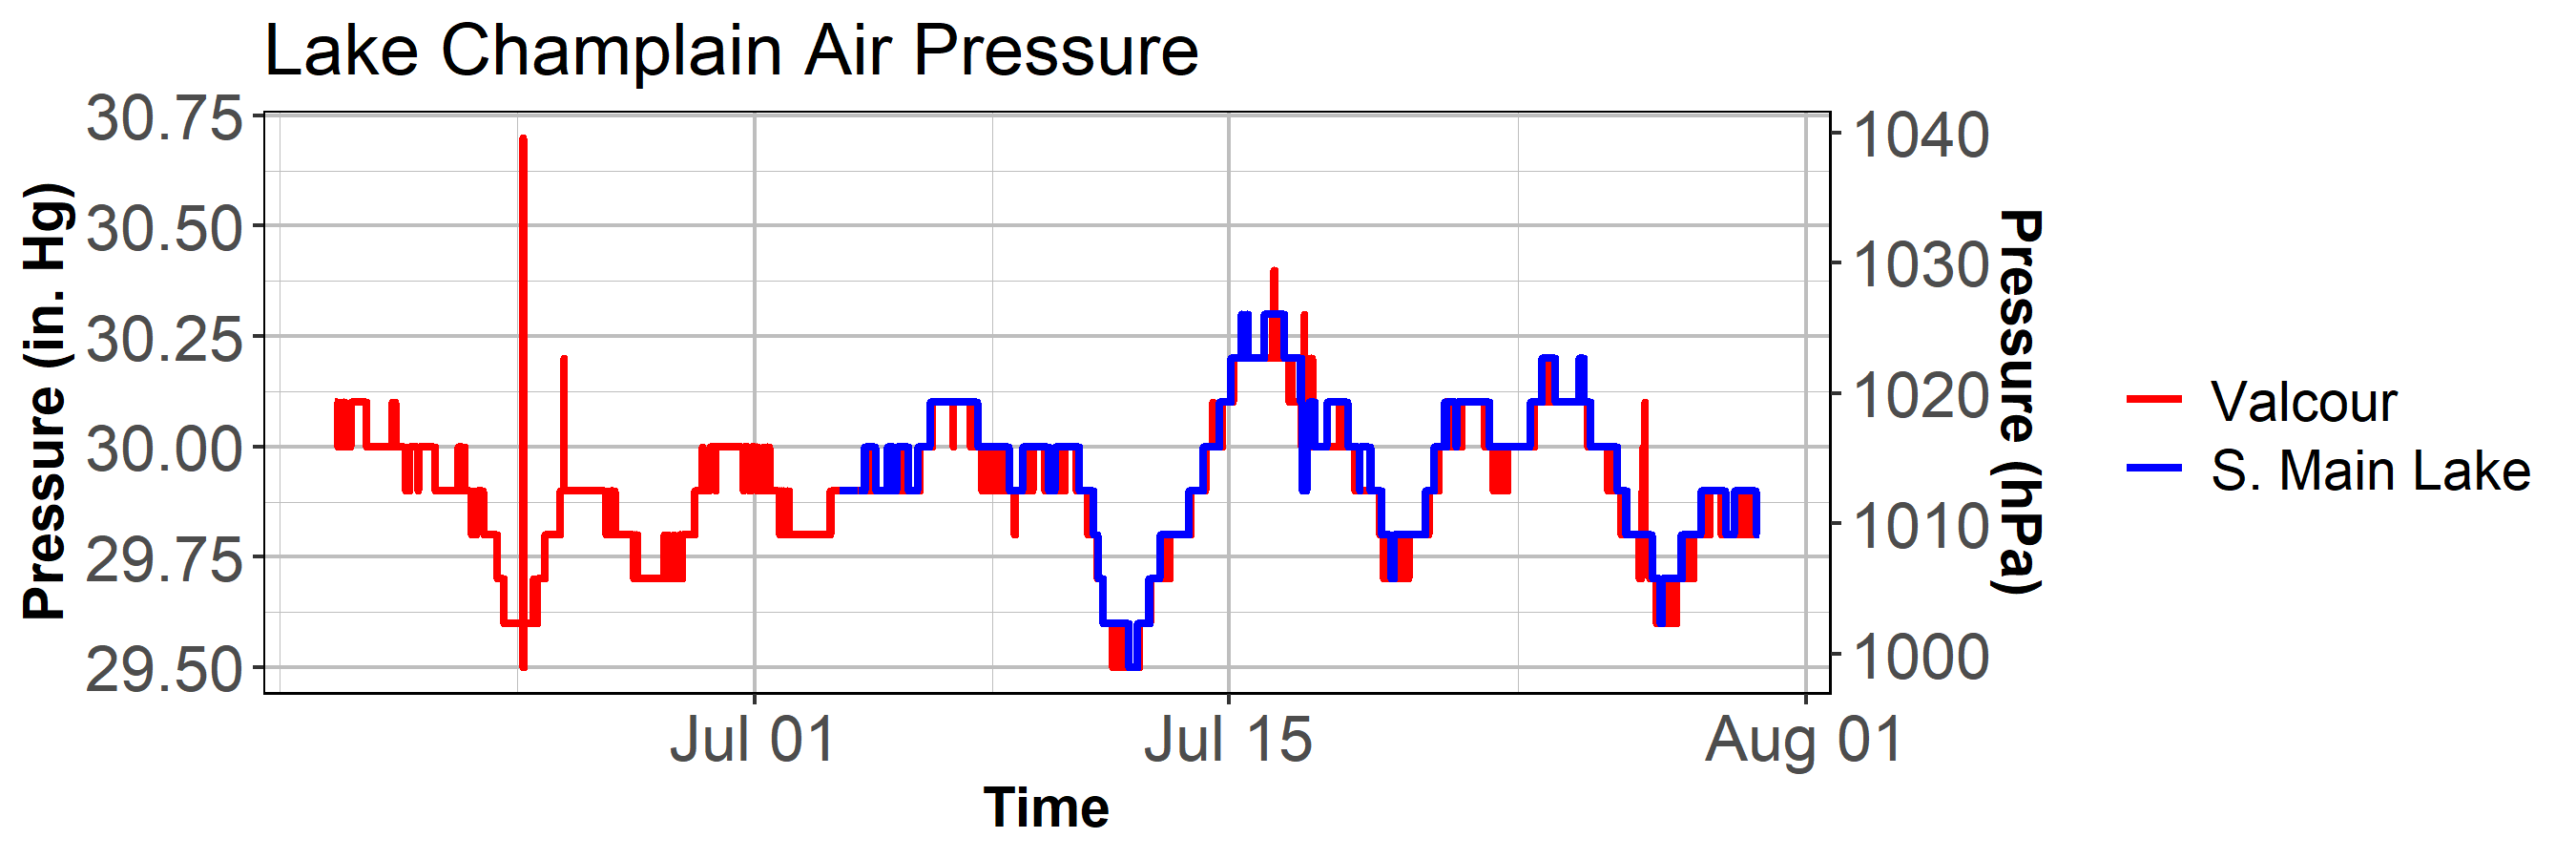 Lake Champlain Air Pressure
30.75
30.50
30.25
30.00
29.75
29.50
Pressure (in. Hg)
1040
1030
1020
1010
1000
Pressure (hPa)
Jul 01
Jul 15
Aug 01
Time
Valcour
S. Main Lake